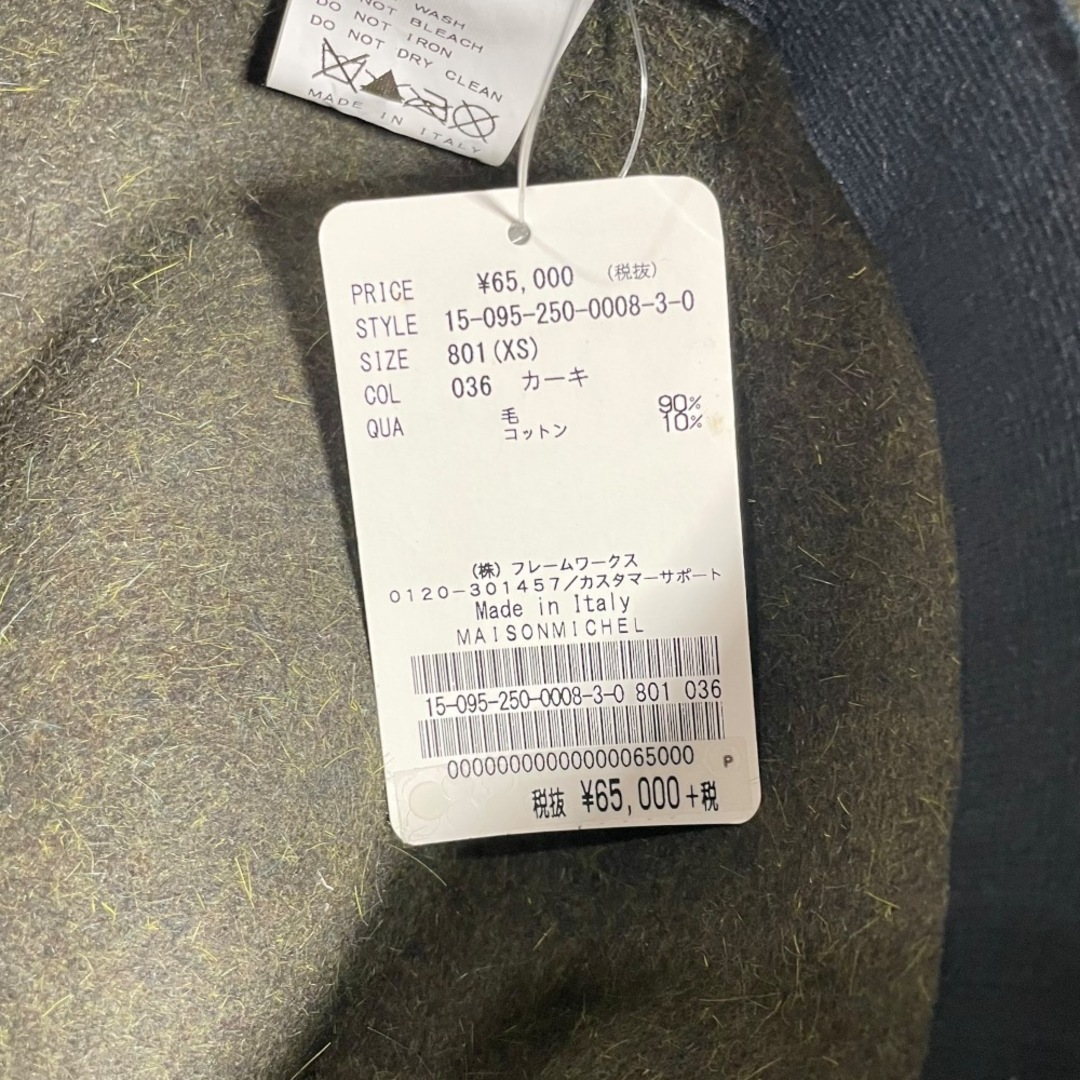 WASH
NOT BLEACH
DO NOT IRON
DO NOT DRY CLEAN
MADE IN ITALY
PRICE ¥65,000 (税抜)
STYLE 15-095-250-0008-3-0
SIZE 801(XS)
COL 036 カーキ
QUA 毛 90%
コットン 10%
(株) フレームワークス
0120-301457/カスタマーサポート
Made in Italy
MAISONMICHEL
15-095-250-0008-3-0 801 036
00000000000000065000 P
税抜 ¥65,000+税